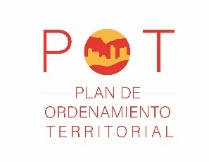 POT
PLAN DE
ORDENAMIENTO
TERRITORIAL